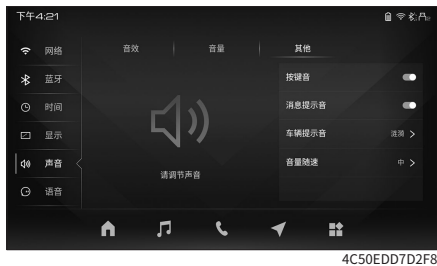 下午4:21
网络
蓝牙
时间
显示
声音
语音
音效
音量
其他
请调节声音
按键音
消息提示音
车辆提示音
涟漪
音量随速
中
4C50EDD7D2F8